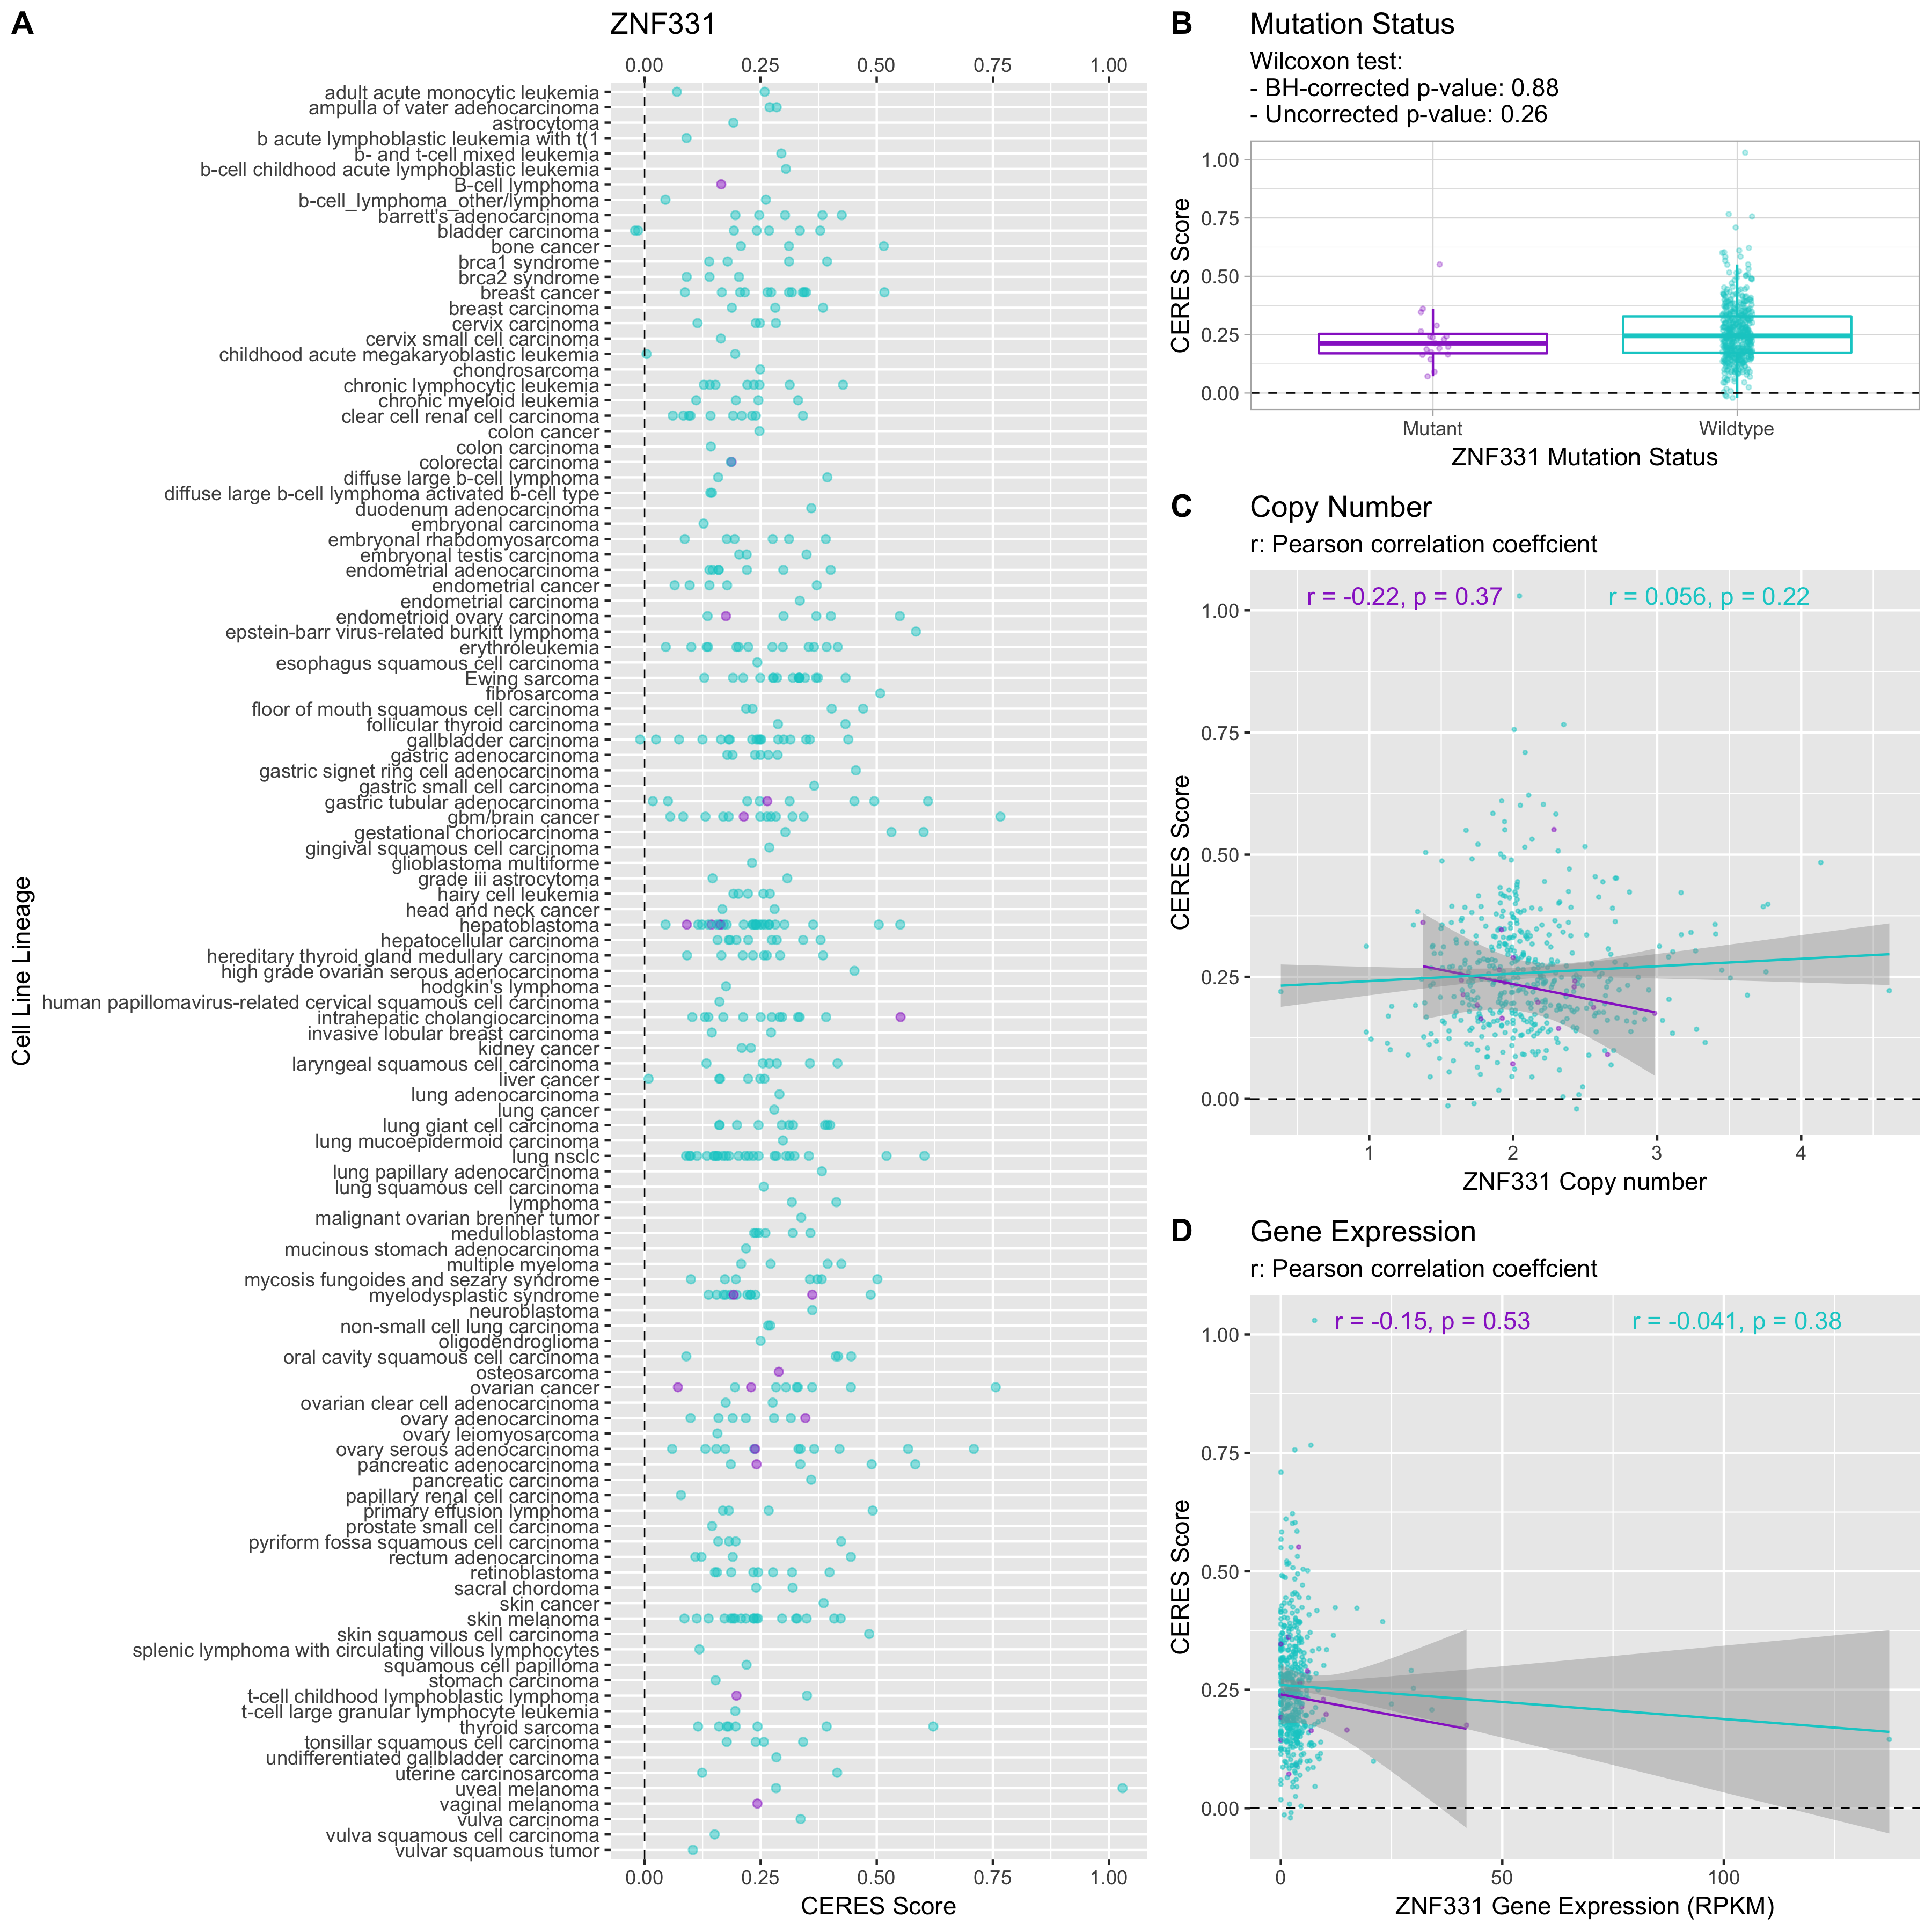 A
ZNF331
0.00 0.25 0.50 0.75 1.00
Cell Line Lineage
adult acute monocytic leukemia
ampulla of vater adenocarcinoma
astrocytoma
b acute lymphoblastic leukemia with t(1
b- and t-cell mixed leukemia
b-cell childhood acute lymphoblastic leukemia
B-cell lymphoma
b-cell_lymphoma_other/lymphoma
barrett's adenocarcinoma
bladder carcinoma
bone cancer
brca1 syndrome
brca2 syndrome
breast cancer
breast carcinoma
cervix carcinoma
cervix small cell carcinoma
childhood acute megakaryoblastic leukemia
chondrosarcoma
chronic lymphocytic leukemia
chronic myeloid leukemia
clear cell renal cell carcinoma
colon cancer
colon carcinoma
colorectal carcinoma
diffuse large b-cell lymphoma
diffuse large b-cell lymphoma activated b-cell type
duodenum adenocarcinoma
embryonal carcinoma
embryonal rhabdomyosarcoma
embryonal testis carcinoma
endometrial adenocarcinoma
endometrial cancer
endometrial carcinoma
endometrioid ovary carcinoma
epstein-barr virus-related burkitt lymphoma
erythroleukemia
esophagus squamous cell carcinoma
Ewing sarcoma
fibrosarcoma
floor of mouth squamous cell carcinoma
follicular thyroid carcinoma
gallbladder carcinoma
gastric adenocarcinoma
gastric signet ring cell adenocarcinoma
gastric small cell carcinoma
gastric tubular adenocarcinoma
gbm/brain cancer
gestational choriocarcinoma
gingival squamous cell carcinoma
glioblastoma multiforme
grade iii astrocytoma
hairy cell leukemia
head and neck cancer
hepatoblastoma
hepatocellular carcinoma
hereditary thyroid gland medullary carcinoma
high grade ovarian serous adenocarcinoma
hodgkin's lymphoma
human papillomavirus-related cervical squamous cell carcinoma
intrahepatic cholangiocarcinoma
invasive lobular breast carcinoma
kidney cancer
laryngeal squamous cell carcinoma
liver cancer
lung adenocarcinoma
lung cancer
lung giant cell carcinoma
lung mucoepidermoid carcinoma
lung nsclc
lung papillary adenocarcinoma
lung squamous cell carcinoma
lymphoma
malignant ovarian brenner tumor
medulloblastoma
mucinous stomach adenocarcinoma
multiple myeloma
mycosis fungoides and sezary syndrome
myelodysplastic syndrome
neuroblastoma
non-small cell lung carcinoma
oligodendroglioma
oral cavity squamous cell carcinoma
osteosarcoma
ovarian cancer
ovarian clear cell adenocarcinoma
ovary adenocarcinoma
ovary leiomyosarcoma
ovary serous adenocarcinoma
pancreatic adenocarcinoma
pancreatic carcinoma
papillary renal cell carcinoma
primary effusion lymphoma
prostate small cell carcinoma
pyriform fossa squamous cell carcinoma
rectum adenocarcinoma
retinoblastoma
sacral chordoma
skin cancer
skin melanoma
skin squamous cell carcinoma
splenic lymphoma with circulating villous lymphocytes
squamous cell papilloma
stomach carcinoma
t-cell childhood lymphoblastic lymphoma
t-cell large granular lymphocyte leukemia
thyroid sarcoma
tonsillar squamous cell carcinoma
undifferentiated gallbladder carcinoma
uterine carcinosarcoma
uveal melanoma
vaginal melanoma
vulva carcinoma
vulva squamous cell carcinoma
vulvar squamous tumor
0.00 0.25 0.50 0.75 1.00
CERES Score
B
Mutation Status
Wilcoxon test:
- BH-corrected p-value: 0.88
- Uncorrected p-value: 0.26
CERES Score
1.00
0.75
0.50
0.25
0.00
Mutant Wildtype
ZNF331 Mutation Status
C
Copy Number
r: Pearson correlation coeffcient
r = -0.22, p = 0.37 r = 0.056, p = 0.22
CERES Score
1.00
0.75
0.50
0.25
0.00
1 2 3 4
ZNF331 Copy number
D
Gene Expression
r: Pearson correlation coeffcient
r = -0.15, p = 0.53 r = -0.041, p = 0.38
CERES Score
1.00
0.75
0.50
0.25
0.00
0 50 100
ZNF331 Gene Expression (RPKM)